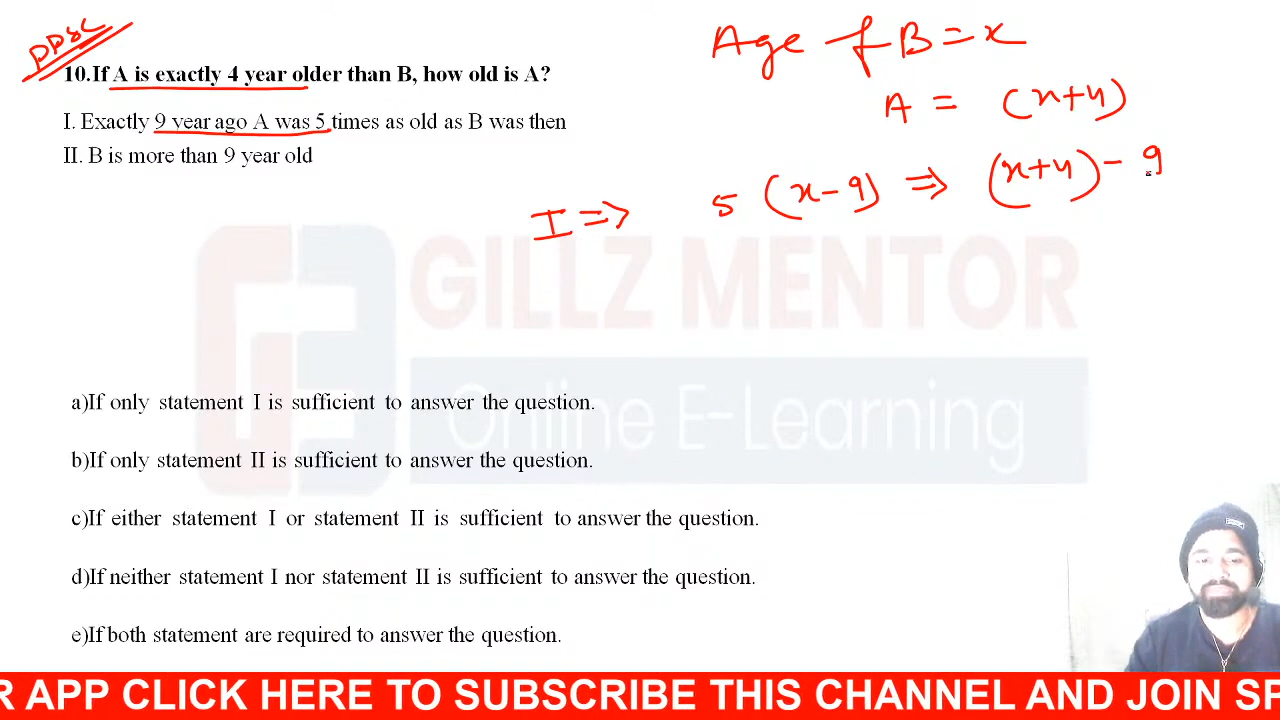 PPSC
Age of B = x
10.If A is exactly 4 year older than B, how old is A?
A = (x+4)
I. Exactly 9 year ago A was 5 times as old as B was then
II. B is more than 9 year old
I => 5 (x-9) => (x+4) - 9
GILLZ MENTOR
Online E-Learning
a)If only statement I is sufficient to answer the question.
b)If only statement II is sufficient to answer the question.
c)If either statement I or statement II is sufficient to answer the question.
d)If neither statement I nor statement II is sufficient to answer the question.
e)If both statement are required to answer the question.
R APP CLICK HERE TO SUBSCRIBE THIS CHANNEL AND JOIN SF